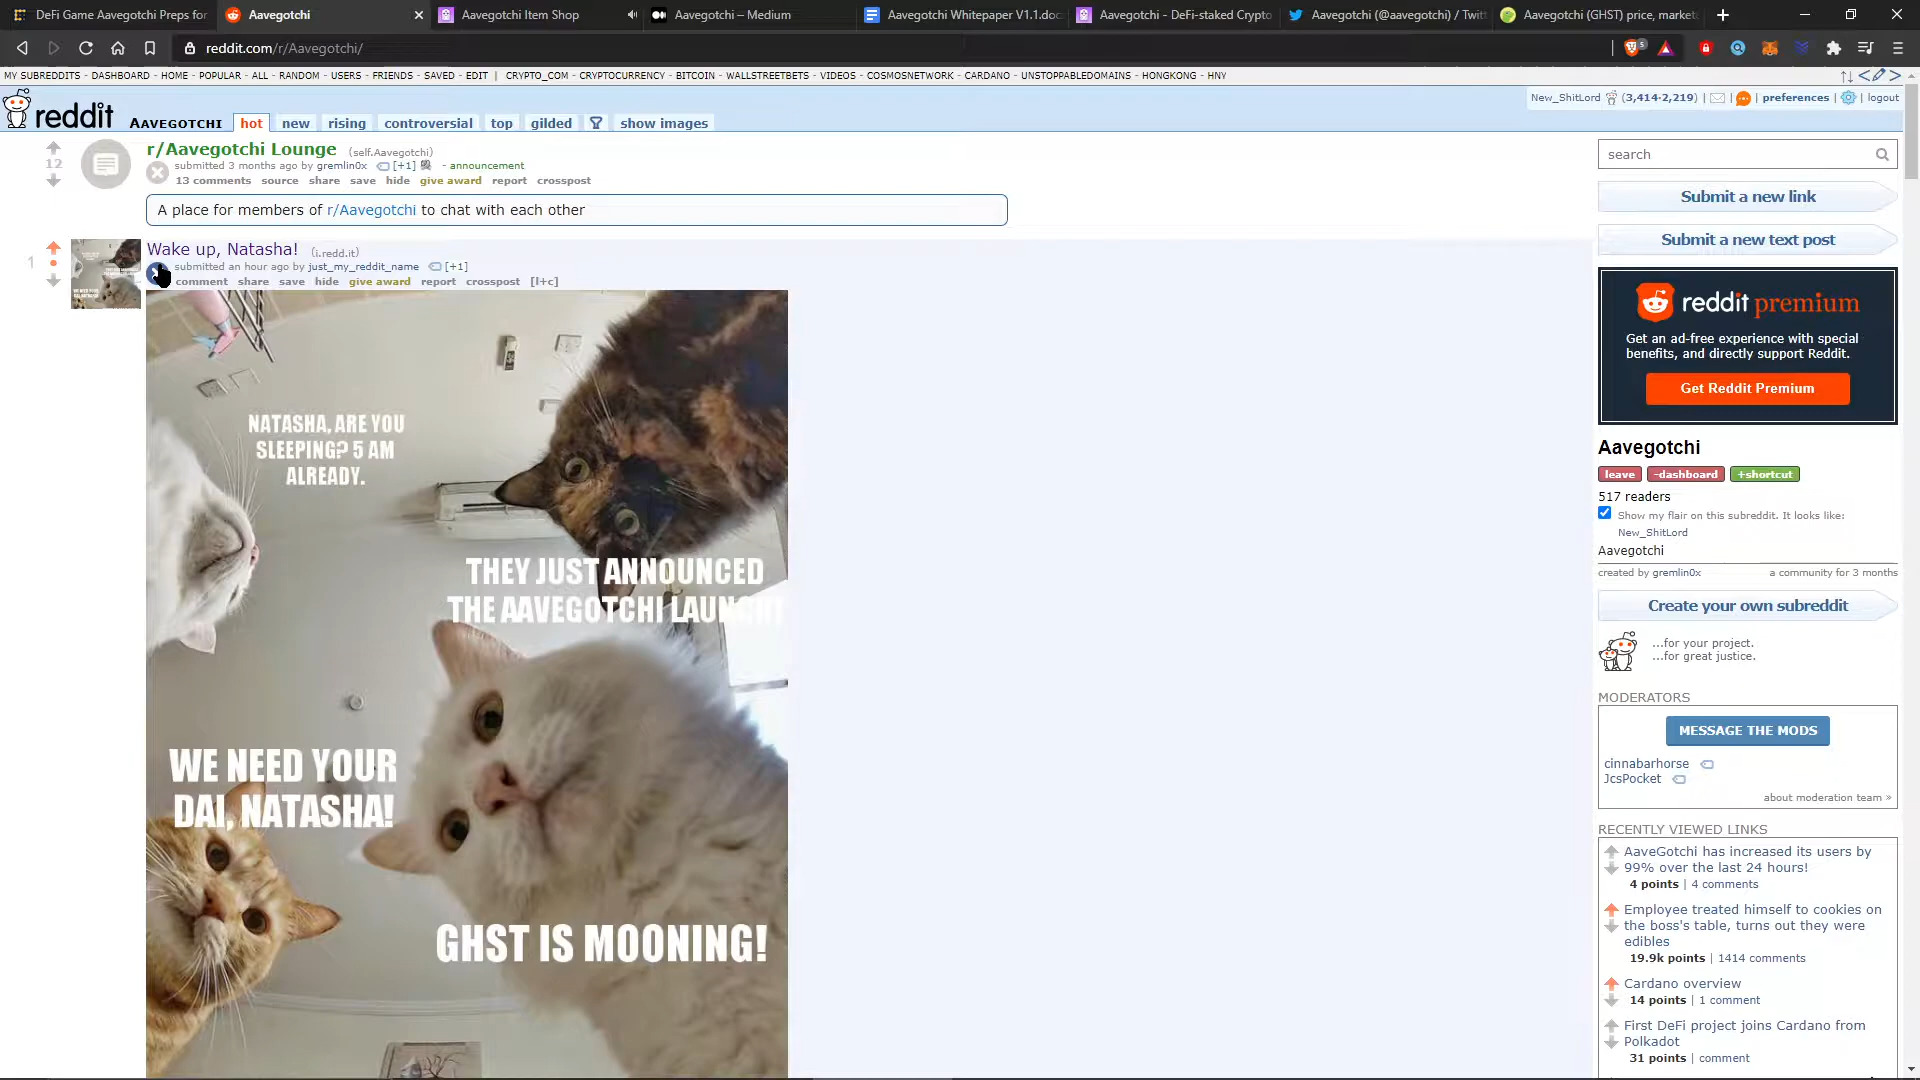 DeFi Game Aavegotchi Preps for
Aavegotchi
Aavegotchi Item Shop
Aavegotchi – Medium
Aavegotchi Whitepaper V1.1.doc
Aavegotchi - DeFi-staked Crypto
Aavegotchi (@aavegotchi) / Twit
Aavegotchi (GHST) price, market
reddit.com/r/Aavegotchi/
MY SUBREDDITS - DASHBOARD - HOME - POPULAR - ALL - RANDOM - USERS - FRIENDS - SAVED - EDIT | CRYPTO_COM - CRYPTOCURRENCY - BITCOIN - WALLSTREETBETS - VIDEOS - COSMOSNETWORK - CARDANO - UNSTOPPABLEDOMAINS - HONGKONG - HNY
reddit AAVEGOTCHI hot new rising controversial top gilded show images
New_ShitLord (3,414·2,219) | | | preferences | | logout
12
r/Aavegotchi Lounge (self.Aavegotchi)
submitted 3 months ago by gremlin0x [+1] - announcement
13 comments source share save hide give award report crosspost
A place for members of r/Aavegotchi to chat with each other
1
Wake up, Natasha! (i.redd.it)
submitted an hour ago by just_my_reddit_name [+1]
comment share save hide give award report crosspost [l+c]
NATASHA, ARE YOU
SLEEPING? 5 AM
ALREADY.
THEY JUST ANNOUNCED
THE AAVEGOTCHI LAUNCH!
WE NEED YOUR
DAI, NATASHA!
GHST IS MOONING!
search
Submit a new link
Submit a new text post
reddit premium
Get an ad-free experience with special
benefits, and directly support Reddit.
Get Reddit Premium
Aavegotchi
leave -dashboard +shortcut
517 readers
Show my flair on this subreddit. It looks like:
New_ShitLord
Aavegotchi
created by gremlin0x a community for 3 months
Create your own subreddit
...for your project.
...for great justice.
MODERATORS
MESSAGE THE MODS
cinnabarhorse
JcsPocket
about moderation team »
RECENTLY VIEWED LINKS
AaveGotchi has increased its users by
99% over the last 24 hours!
4 points | 4 comments
Employee treated himself to cookies on
the boss's table, turns out they were
edibles
19.9k points | 1414 comments
Cardano overview
14 points | 1 comment
First DeFi project joins Cardano from
Polkadot
31 points | comment